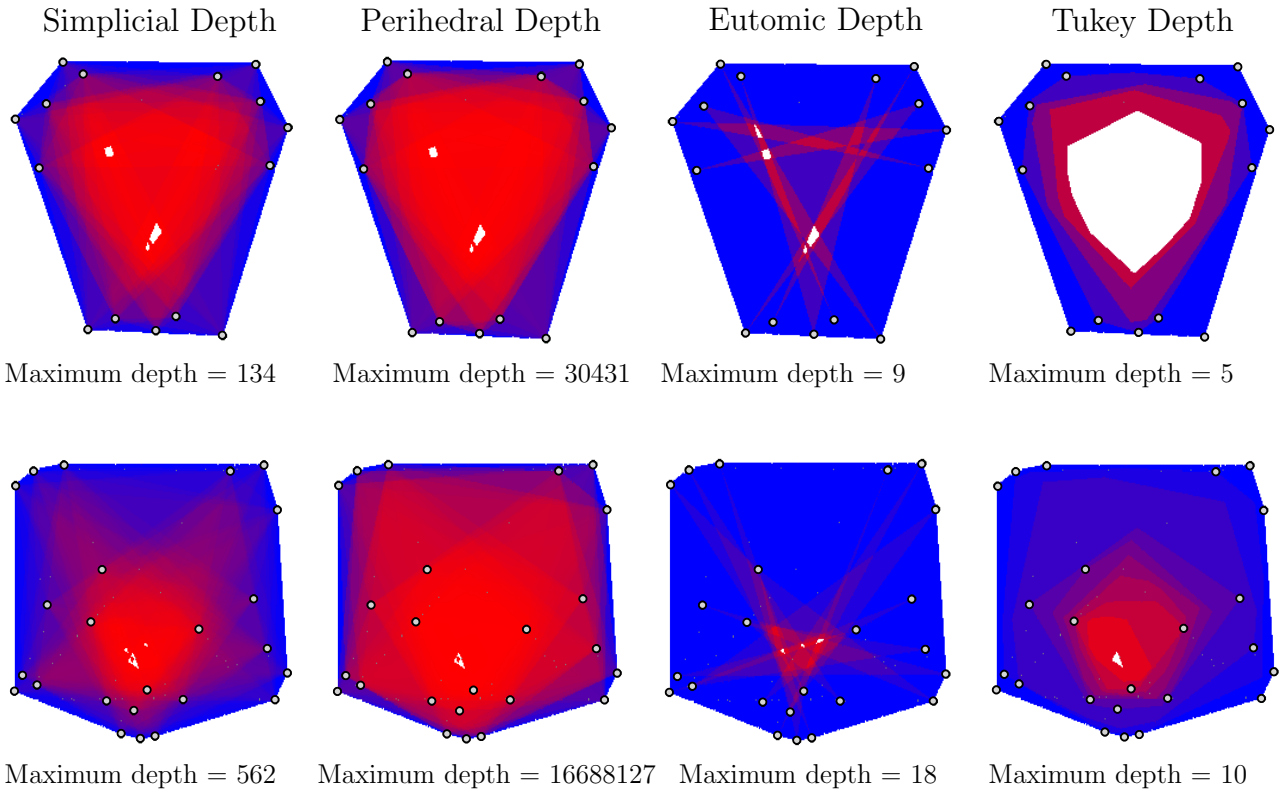 Simplicial Depth
Perihedral Depth
Eutomic Depth
Tukey Depth
Maximum depth = 134
Maximum depth = 30431
Maximum depth = 9
Maximum depth = 5
Maximum depth = 562
Maximum depth = 16688127
Maximum depth = 18
Maximum depth = 10